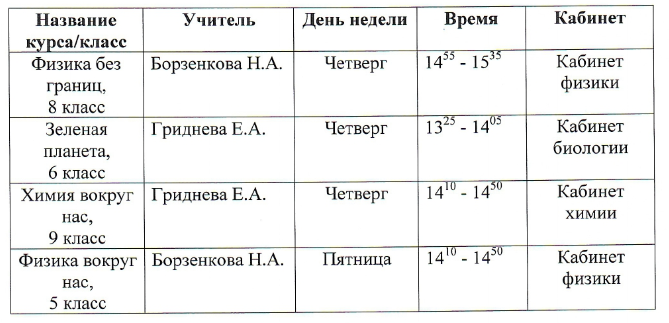 Название Учитель День недели Время Кабинет
курса/класс
Физика без Борзенкова Н.А. Четверг 14⁵⁵ - 15³⁵ Кабинет
границ, физики
8 класс
Зеленая Гриднева Е.А. Четверг 13²⁵ - 14⁰⁵ Кабинет
планета, биологии
6 класс
Химия вокруг Гриднева Е.А. Четверг 14¹⁰ - 14⁵⁰ Кабинет
нас, химии
9 класс
Физика вокруг Борзенкова Н.А. Пятница 14¹⁰ - 14⁵⁰ Кабинет
нас, физики
5 класс